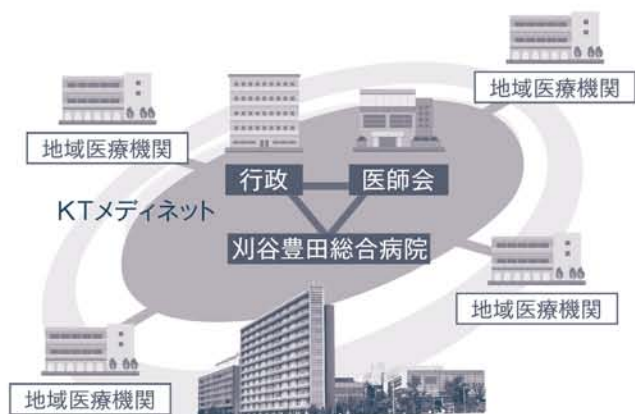 地域医療機関
地域医療機関
行政
医師会
KTメディネット
刈谷豊田総合病院
地域医療機関
地域医療機関